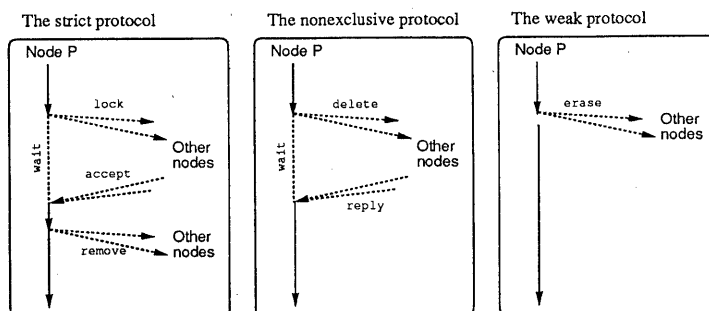 The strict protocol
Node P
lock
Other
nodes
wait
accept
Other
nodes
remove
The nonexclusive protocol
Node P
delete
Other
nodes
wait
reply
The weak protocol
Node P
erase
Other
nodes